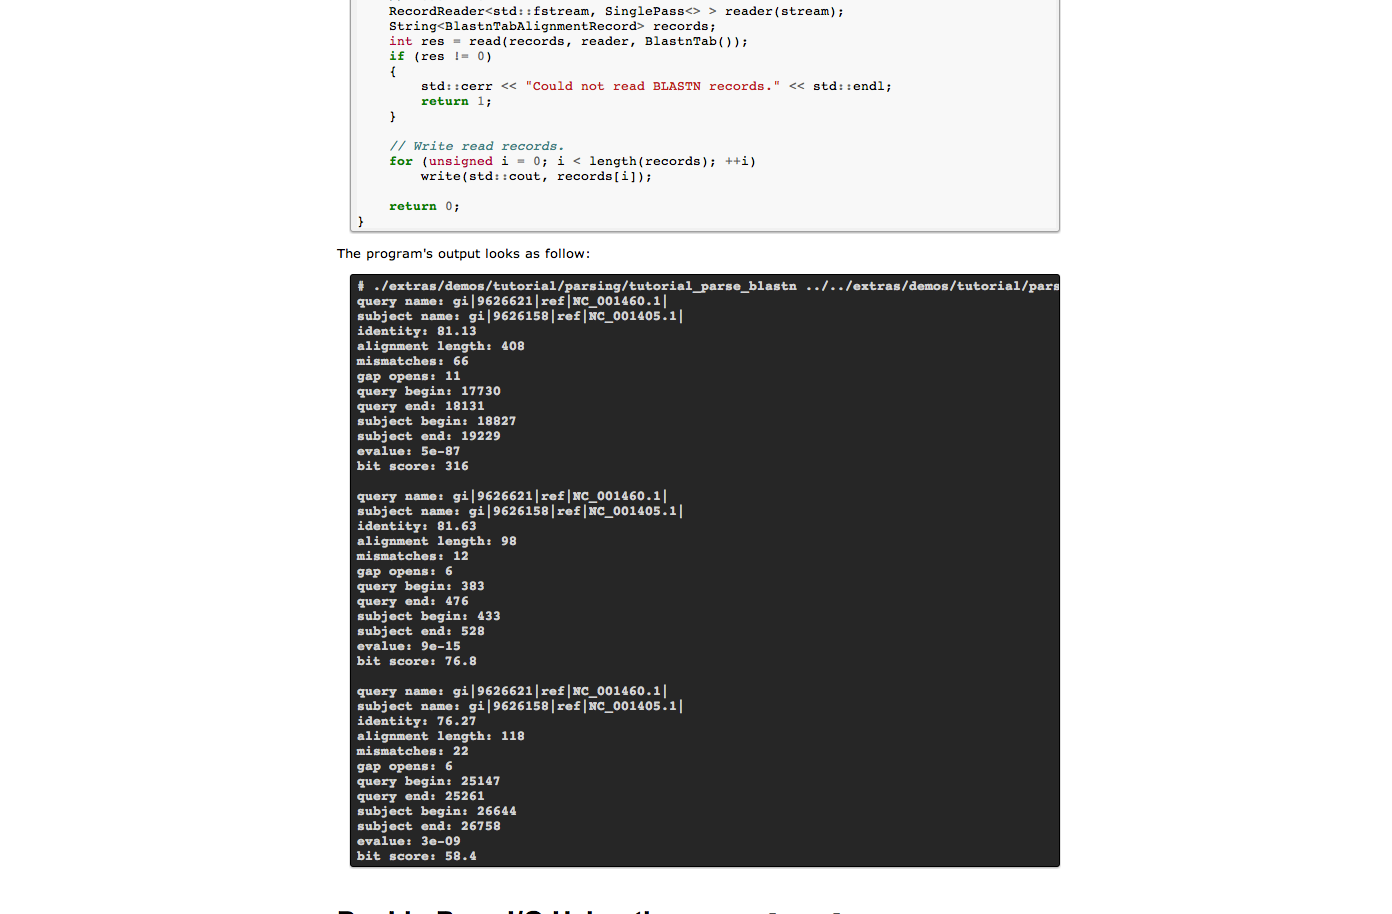 RecordReader<std::fstream, SinglePass<> > reader(stream);
String<BlastnTabAlignmentRecord> records;
int res = read(records, reader, BlastnTab());
if (res != 0)
{
std::cerr << "Could not read BLASTN records." << std::endl;
return 1;
}
// Write read records.
for (unsigned i = 0; i < length(records); ++i)
write(std::cout, records[i]);
return 0;
}
The program's output looks as follow:
# ./extras/demos/tutorial/parsing/tutorial_parse_blastn ../../extras/demos/tutorial/pars
query name: gi|9626621|ref|NC_001460.1|
subject name: gi|9626158|ref|NC_001405.1|
identity: 81.13
alignment length: 408
mismatches: 66
gap opens: 11
query begin: 17730
query end: 18131
subject begin: 18827
subject end: 19229
evalue: 5e-87
bit score: 316
query name: gi|9626621|ref|NC_001460.1|
subject name: gi|9626158|ref|NC_001405.1|
identity: 81.63
alignment length: 98
mismatches: 12
gap opens: 6
query begin: 383
query end: 476
subject begin: 433
subject end: 528
evalue: 9e-15
bit score: 76.8
query name: gi|9626621|ref|NC_001460.1|
subject name: gi|9626158|ref|NC_001405.1|
identity: 76.27
alignment length: 118
mismatches: 22
gap opens: 6
query begin: 25147
query end: 25261
subject begin: 26644
subject end: 26758
evalue: 3e-09
bit score: 58.4